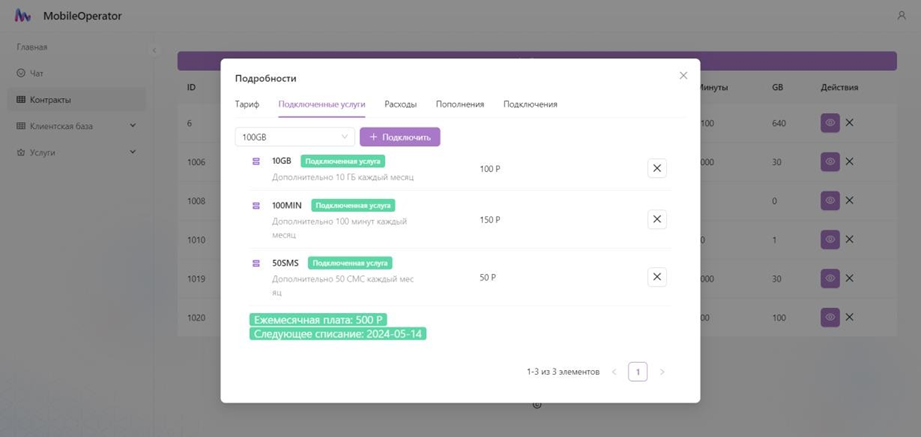 MobileOperator
Главная
Чат
Контракты
Клиентская база
Услуги
ID
Минуты
GB
Действия
6
100
640
1006
30
1008
0
1010
0
1
1019
000
30
1020
100
Подробности
Тариф
Подключенные услуги
Расходы
Пополнения
Подключения
100GB
+ Подключить
10GB
Подключенная услуга
Дополнительно 10 ГБ каждый месяц
100 Р
100MIN
Подключенная услуга
Дополнительно 100 минут каждый
месяц
150 Р
50SMS
Подключенная услуга
Дополнительно 50 СМС каждый мес
яц
50 Р
Ежемесячная плата: 500 Р
Следующее списание: 2024-05-14
1-3 из 3 элементов
1